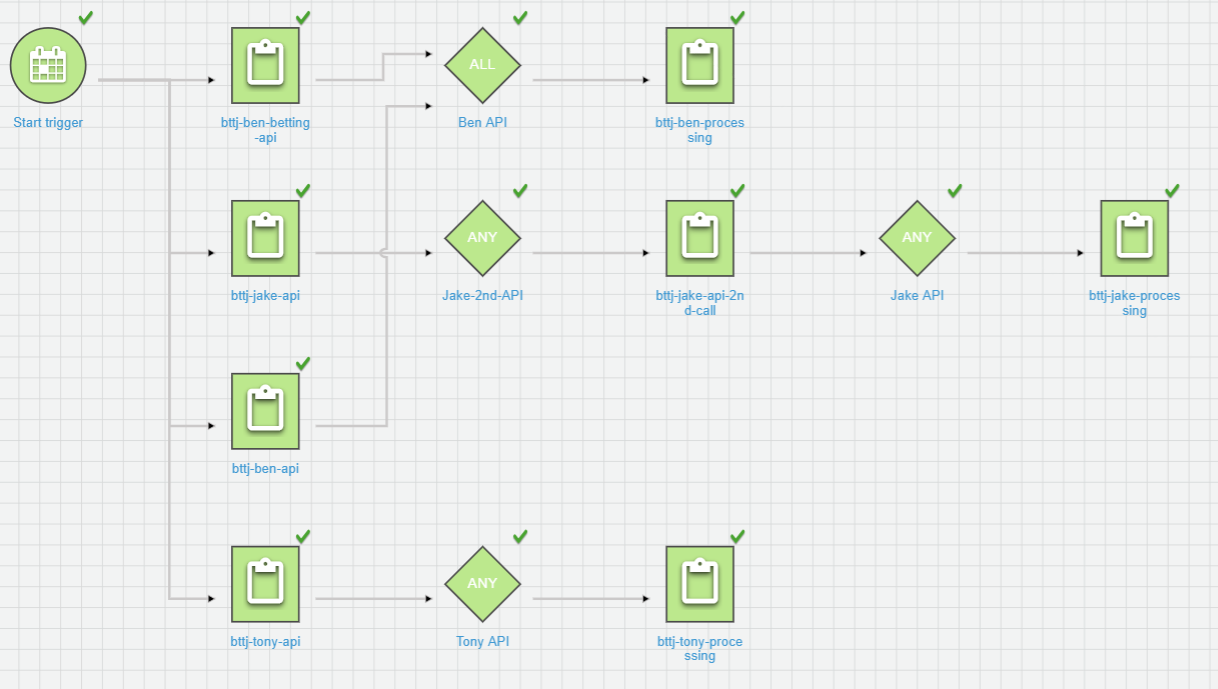 ALL
Start trigger
bttj-ben-betting
-api
Ben API
bttj-ben-proces
sing
ANY
ANY
bttj-jake-api
Jake-2nd-API
bttj-jake-api-2n
d-call
Jake API
bttj-jake-proces
sing
bttj-ben-api
ANY
bttj-tony-api
Tony API
bttj-tony-proce
ssing